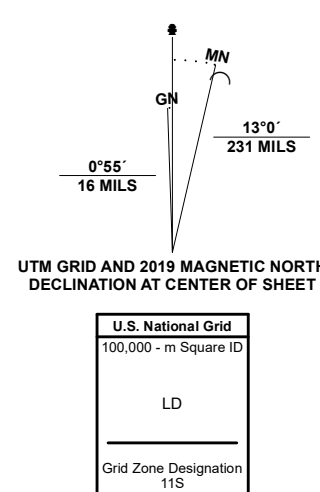 MN
GN
13°0´
231 MILS
0°55´
16 MILS
UTM GRID AND 2019 MAGNETIC NORTH
DECLINATION AT CENTER OF SHEET
U.S. National Grid
100,000 - m Square ID
LD
Grid Zone Designation
11S